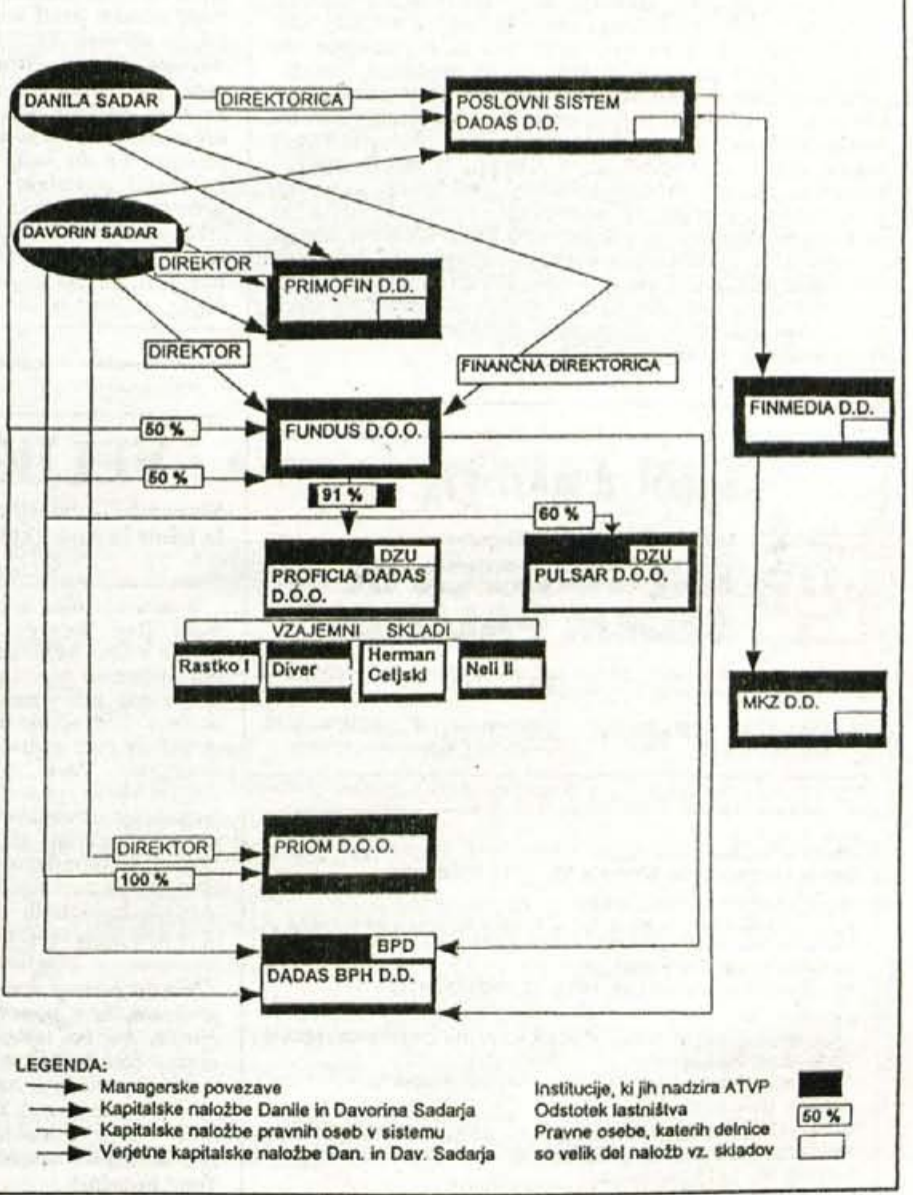 DANILA SADAR
DIREKTORICA
POSLOVNI SISTEM
DADAS D.D.
DAVORIN SADAR
DIREKTOR
PRIMOFIN D.D.
DIREKTOR
FINANČNA DIREKTORICA
FINMEDIA D.D.
50 %
FUNDUS D.O.O.
50 %
91 %
60 %
DZU
PROFICIA DADAS
D.O.O.
DZU
PULSAR D.O.O.
VZAJEMNI SKLADI
Rastko I
Diver
Herman
Celjski
Neli II
MKZ D.D.
DIREKTOR
PRIOM D.O.O.
100 %
BPD
DADAS BPH D.D.
LEGENDA:
Managerske povezave
Kapitalske naložbe Danile in Davorina Sadarja
Kapitalske naložbe pravnih oseb v sistemu
Verjetne kapitalske naložbe Dan. in Dav. Sadarja
Institucije, ki jih nadzira ATVP
Odstotek lastništva
50 %
Pravne osebe, katerih delnice
so velik del naložb vz. skladov